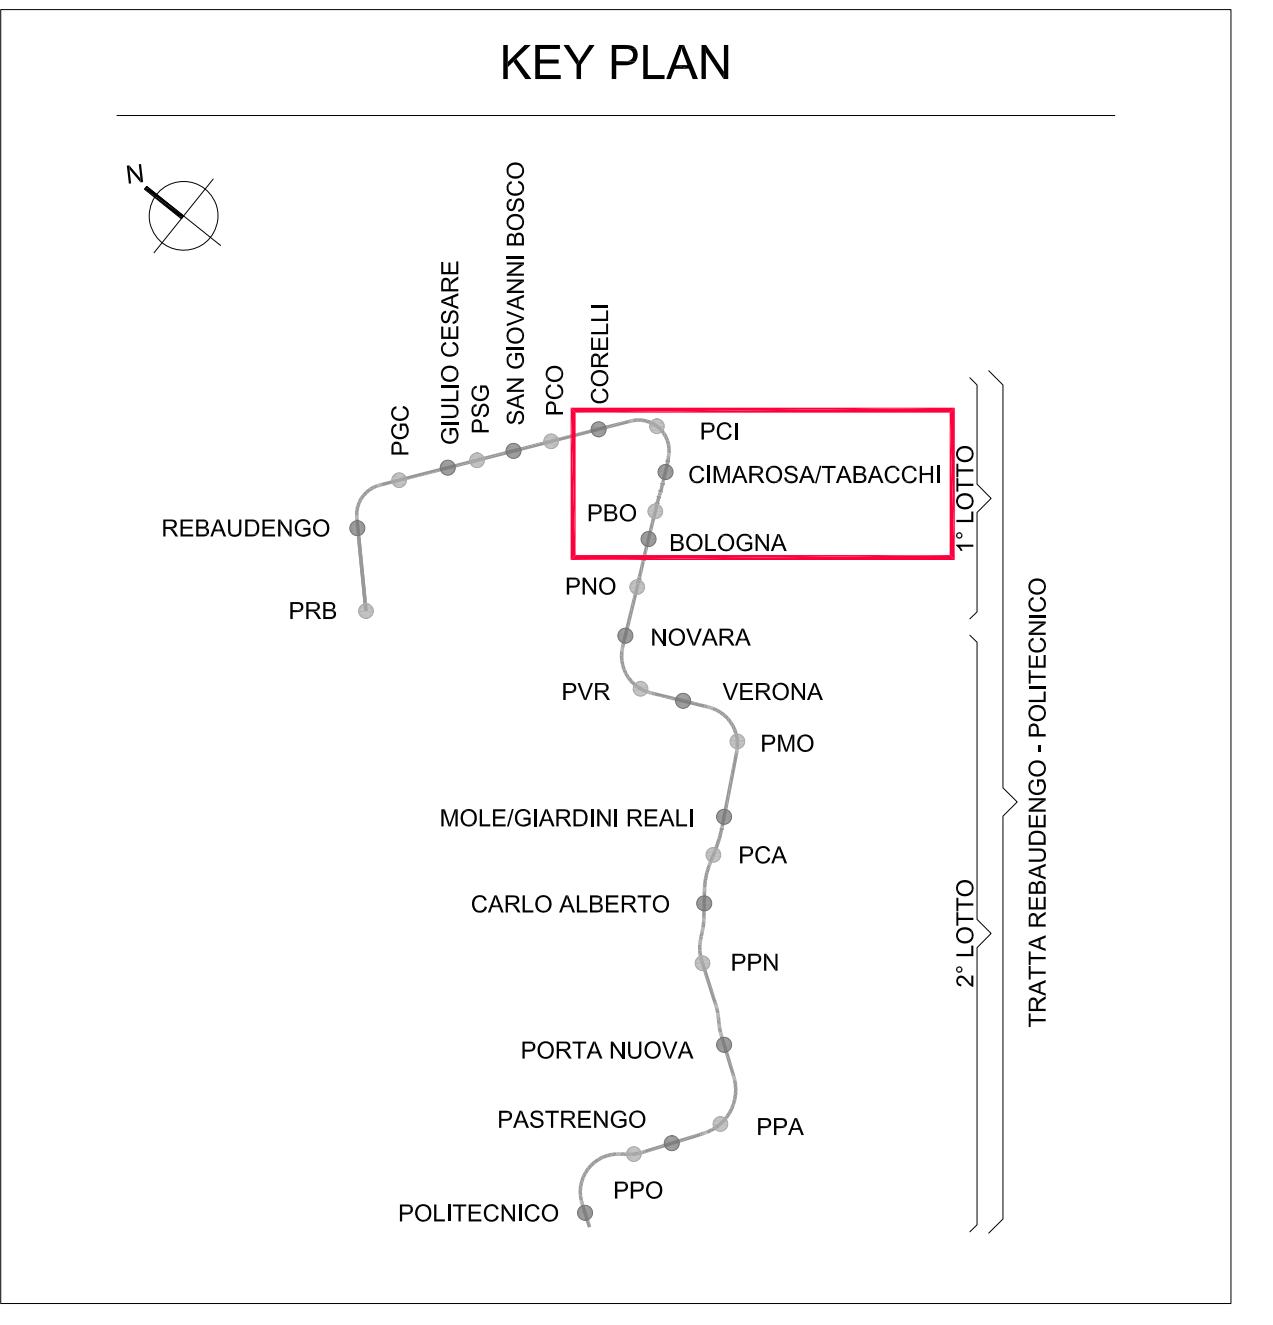 KEY PLAN
N
PGC
GIULIO CESARE
PSG
SAN GIOVANNI BOSCO
PCO
CORELLI
PCI
CIMAROSA/TABACCHI
PBO
REBAUDENGO
BOLOGNA
PNO
PRB
NOVARA
PVR
VERONA
PMO
MOLE/GIARDINI REALI
PCA
CARLO ALBERTO
PPN
PORTA NUOVA
PASTRENGO
PPA
PPO
POLITECNICO
1° LOTTO
2° LOTTO
TRATTA REBAUDENGO - POLITECNICO